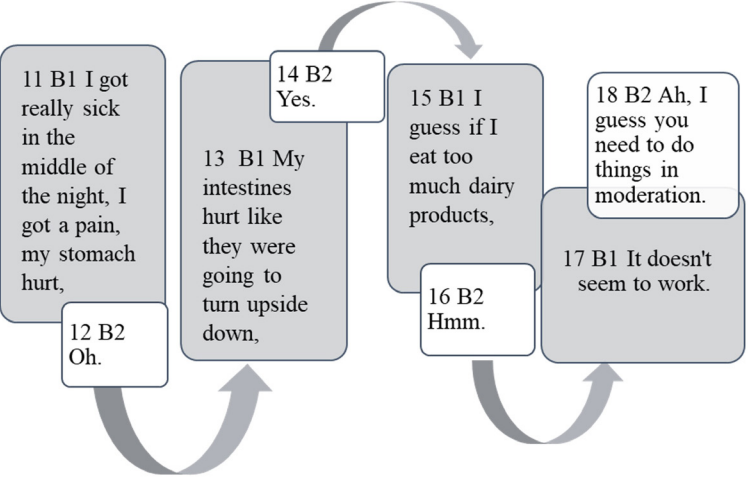 11 B1 I got
really sick
in the
middle of
the night, I
got a pain,
my stomach
hurt,
12 B2
Oh.
13 B1 My
intestines
hurt like
they were
going to
turn upside
down,
14 B2
Yes.
15 B1 I
guess if I
eat too
much dairy
products,
16 B2
Hmm.
17 B1 It doesn't
seem to work.
18 B2 Ah, I
guess you
need to do
things in
moderation.